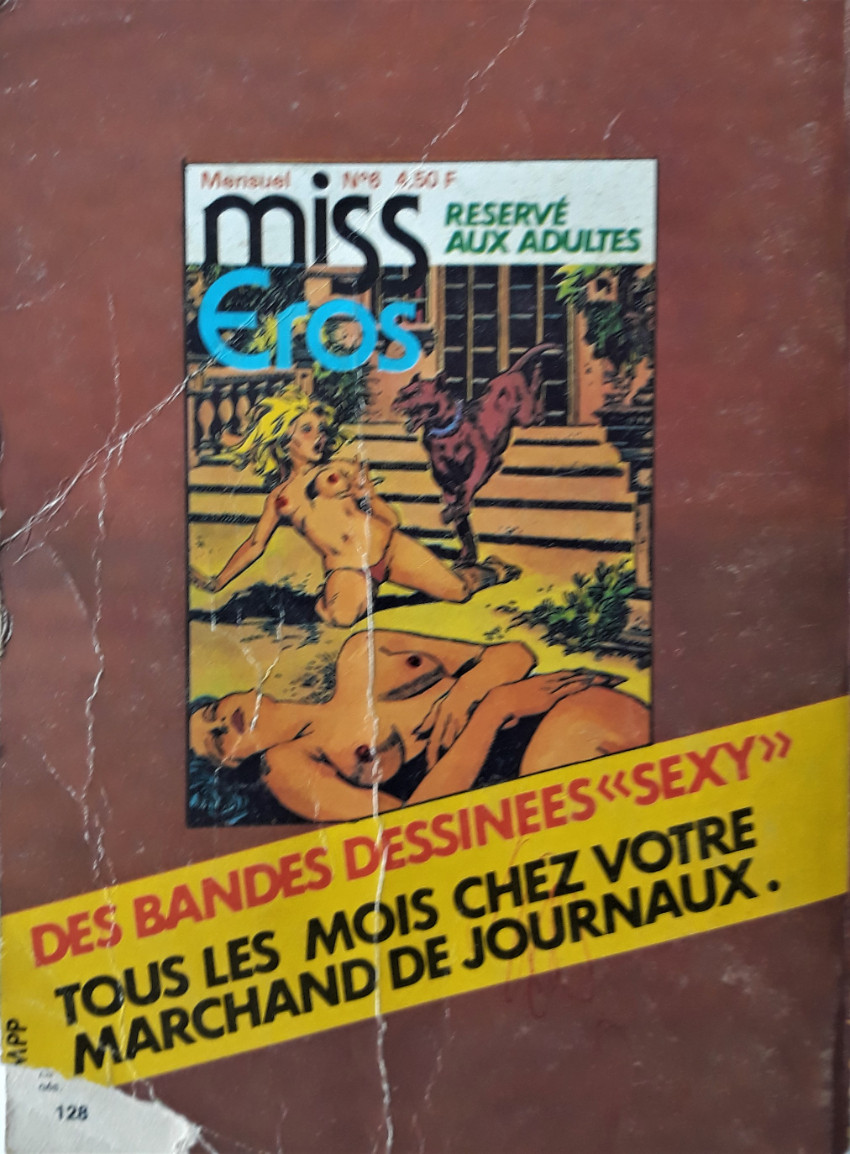 Mensuel N°6 4,50 F
miss
RESERVÉ
AUX ADULTES
Eros
DES BANDES DESSINEES «SEXY»
TOUS LES MOIS CHEZ VOTRE
MARCHAND DE JOURNAUX.
MPP
128